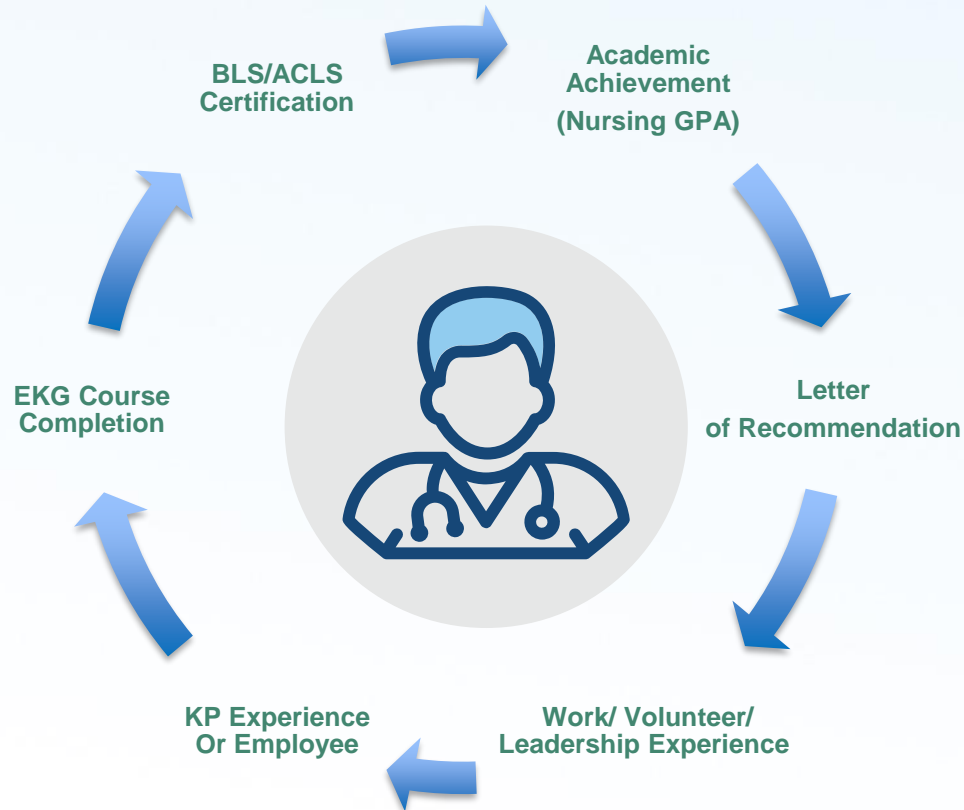 BLS/ACLS
Certification
Academic
Achievement
(Nursing GPA)
Letter
of Recommendation
Work/ Volunteer/
Leadership Experience
KP Experience
Or Employee
EKG Course
Completion